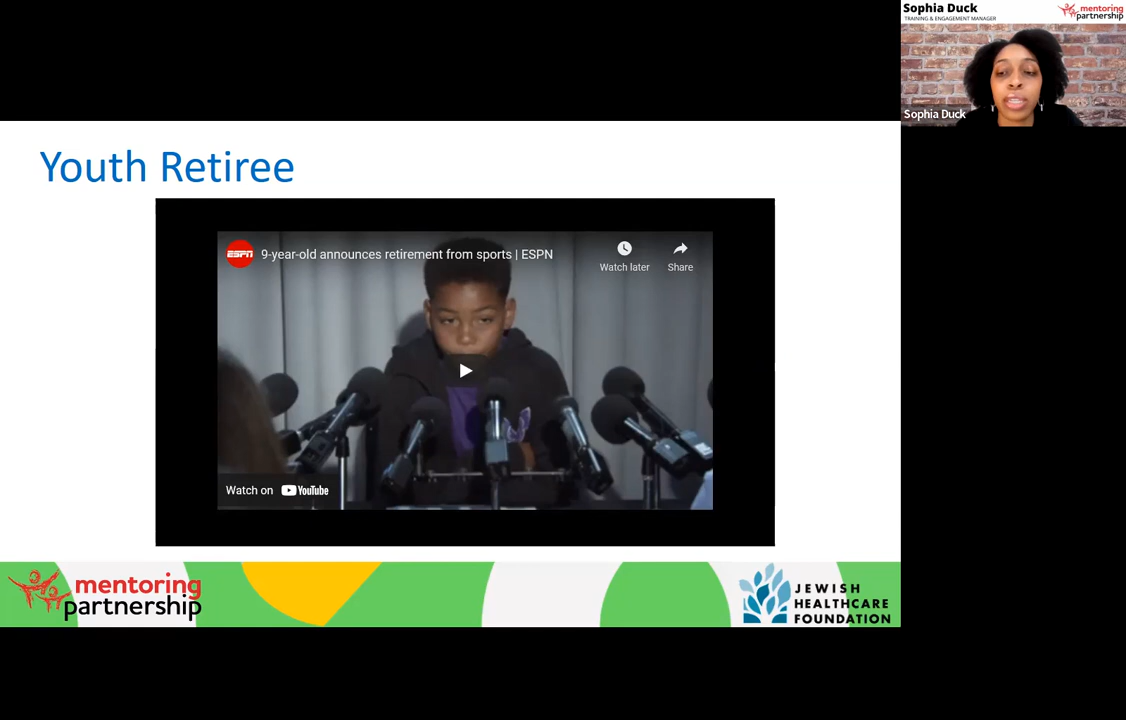 Sophia Duck
TRAINING & ENGAGEMENT MANAGER
mentoring
partnership
Sophia Duck
Youth Retiree
ESPN
9-year-old announces retirement from sports | ESPN
Watch later
Share
Watch on YouTube
mentoring
partnership
JEWISH
HEALTHCARE
FOUNDATION